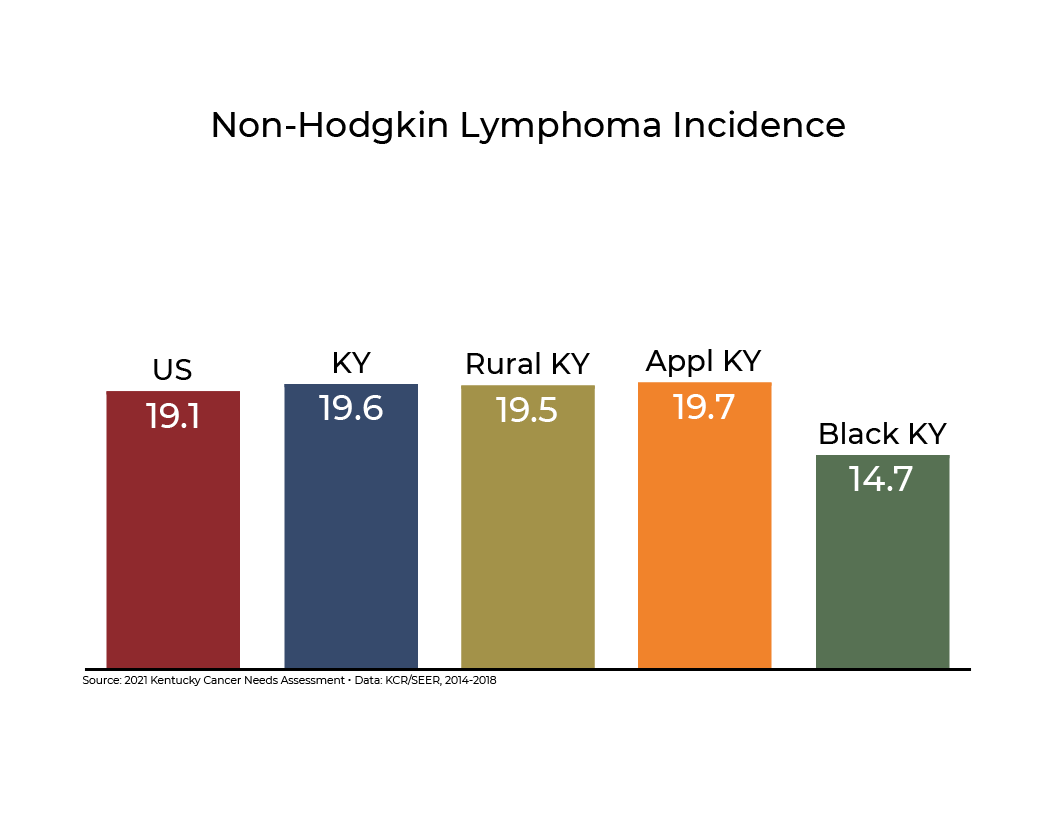 Non-Hodgkin Lymphoma Incidence
US
19.1
KY
19.6
Rural KY
19.5
Appl KY
19.7
Black KY
14.7
Source: 2021 Kentucky Cancer Needs Assessment • Data: KCR/SEER, 2014-2018